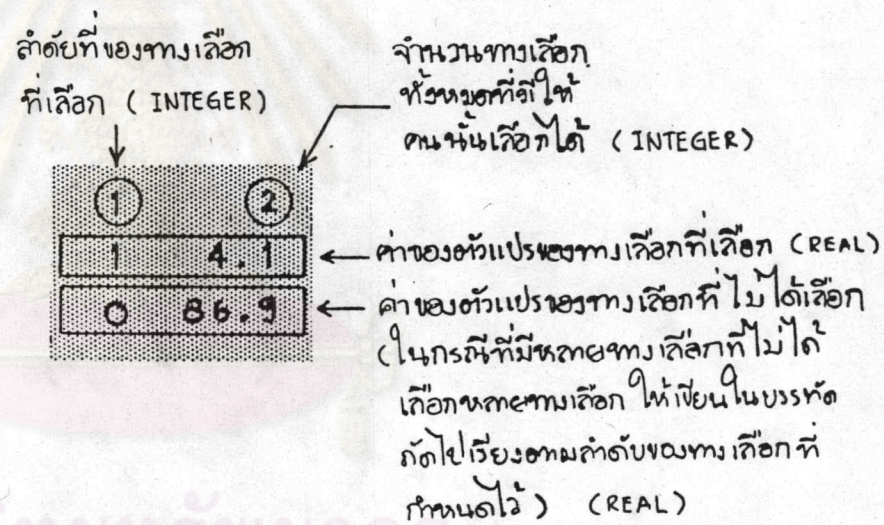 ลำดับที่ของทางเลือก
ที่เลือก ( INTEGER)
จำนวนทางเลือก
ทั้งหมดที่มีให้
คนนั้นเลือกได้ ( INTEGER)
1 2
1 4.1
0 86.9
ค่าของตัวแปรของทางเลือกที่เลือก (REAL)
ค่าของตัวแปรของทางเลือกที่ไม่ได้เลือก
(ในกรณีที่มีหลายทางเลือกที่ไม่ได้
เลือกหลายทางเลือก ให้เขียนในบรรทัด
ถัดไปเรียงตามลำดับของทางเลือกที่
กำหนดไว้ ) (REAL)